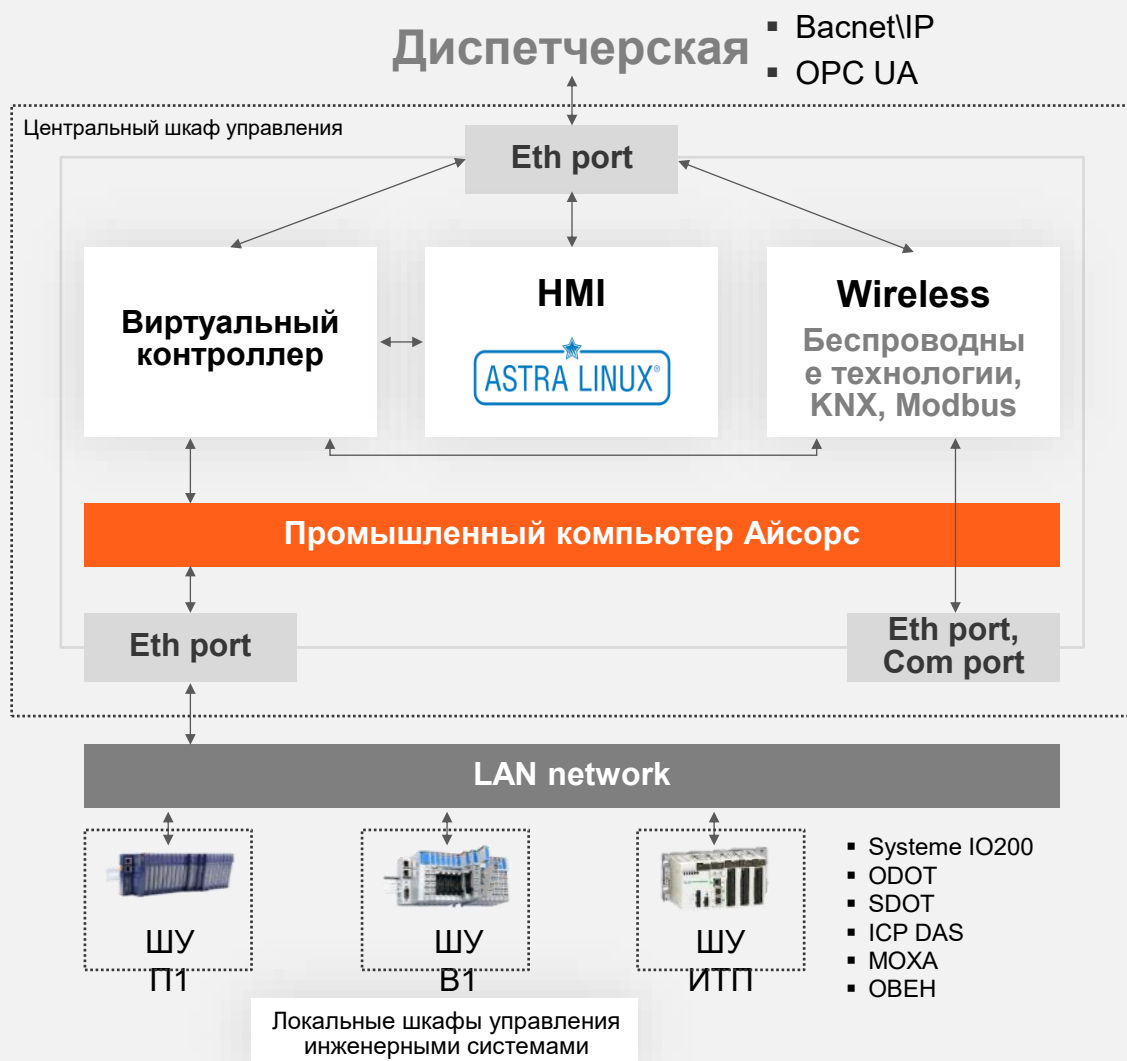 Диспетчерская
▪ Bacnet\IP
▪ OPC UA
Центральный шкаф управления
Eth port
Виртуальный
контроллер
HMI
ASTRA LINUX®
Wireless
Беспроводны
е технологии,
KNX, Modbus
Промышленный компьютер Айсорс
Eth port
Eth port,
Com port
LAN network
ШУ
П1
ШУ
В1
ШУ
ИТП
▪ Systeme IO200
▪ ODOT
▪ SDOT
▪ ICP DAS
▪ MOXA
▪ ОВЕН
Локальные шкафы управления
инженерными системами